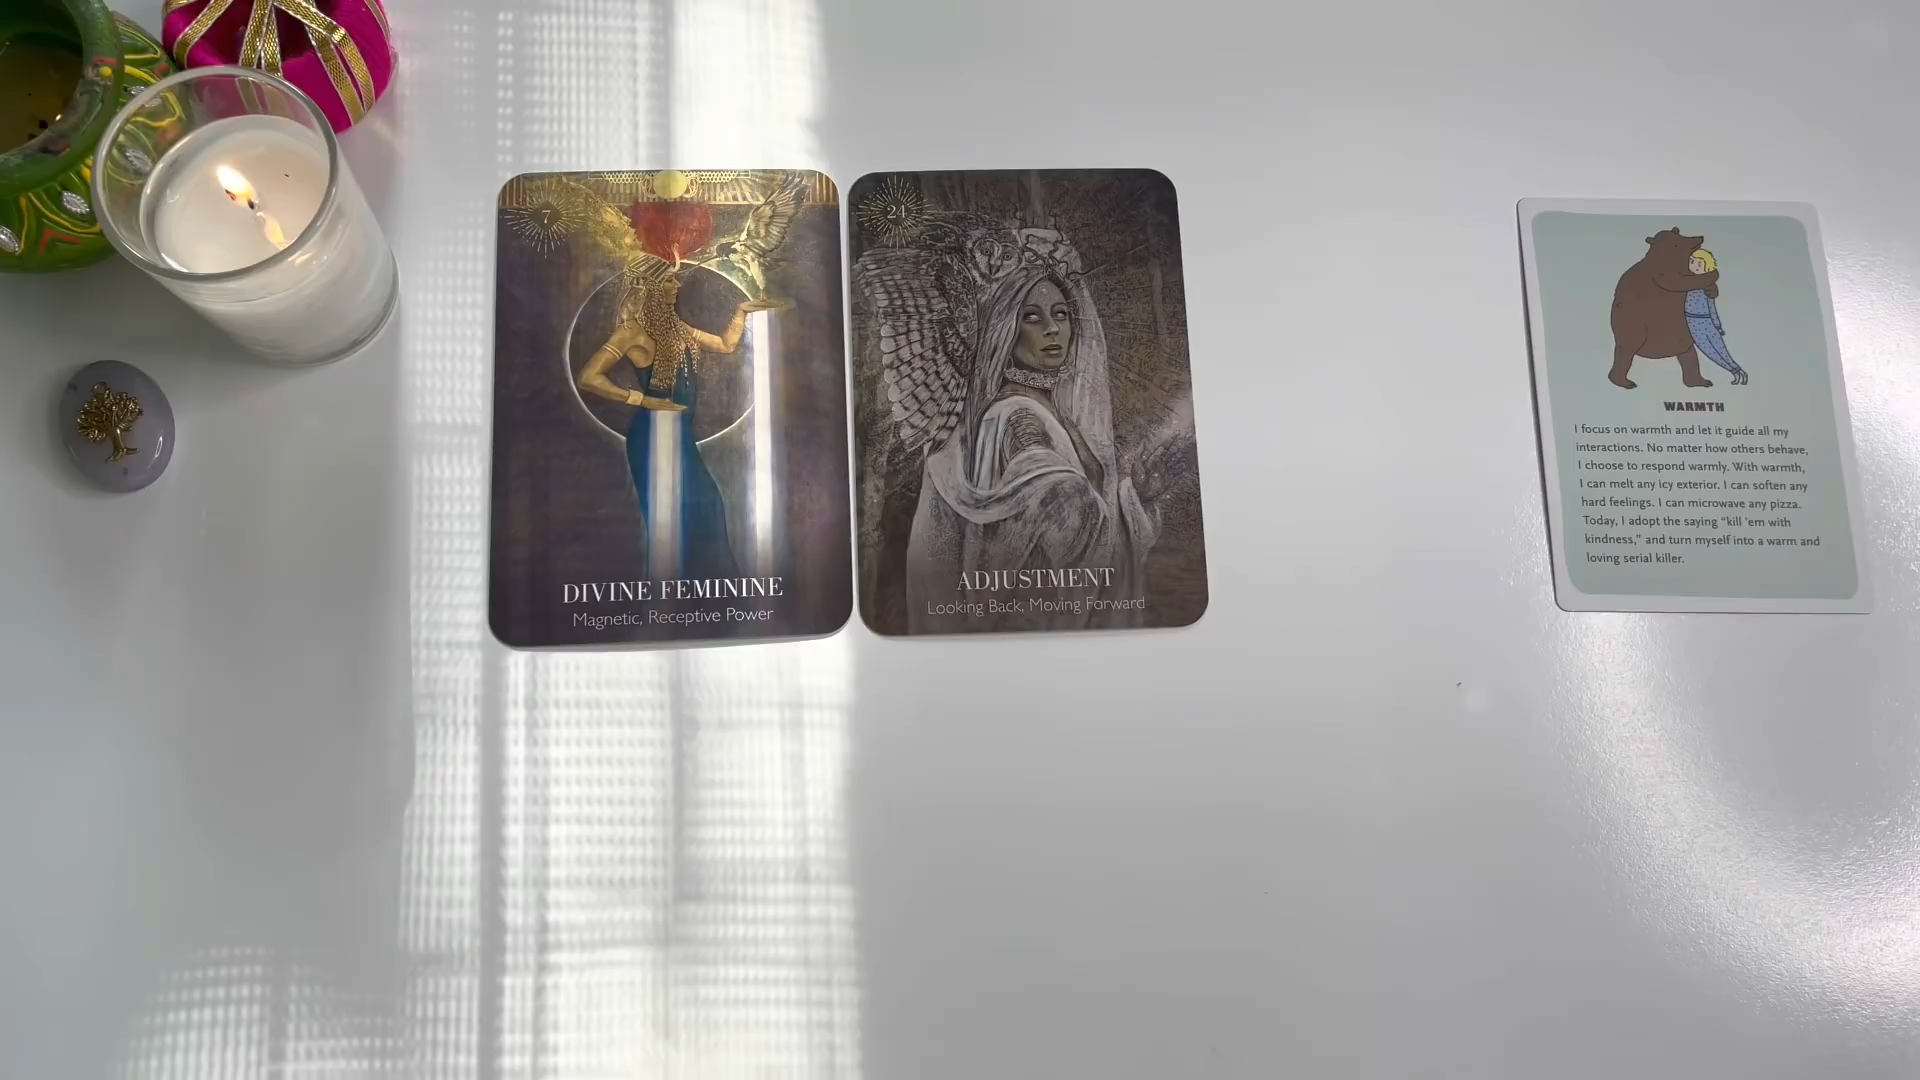 7
DIVINE FEMININE
Magnetic, Receptive Power
24
ADJUSTMENT
Looking Back, Moving Forward
WARMTH
I focus on warmth and let it guide all my
interactions. No matter how others behave,
I choose to respond warmly. With warmth,
I can melt any icy exterior. I can soften any
hard feelings. I can microwave any pizza.
Today, I adopt the saying “kill ’em with
kindness,” and turn myself into a warm and
loving serial killer.